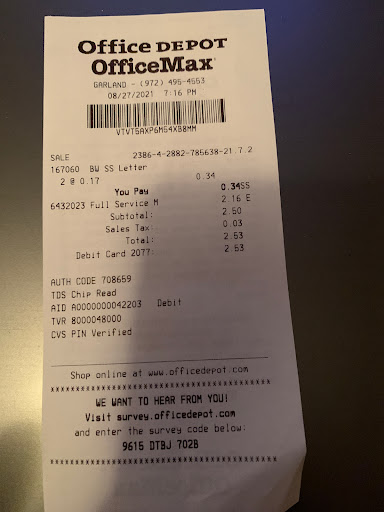 Office DEPOT
OfficeMax
GARLAND - (972) 495-4553
08/27/2021 7:16 PM
VTVT5AXP6M54XB8MM
SALE 2386-4-2882-785638-21.7.2
167060 BW SS Letter
2 @ 0.17 0.34
You Pay 0.34SS
6432023 Full Service M 2.16 E
Subtotal: 2.50
Sales Tax: 0.03
Total: 2.53
Debit Card 2077: 2.53
AUTH CODE 708659
TDS Chip Read
AID A0000000042203 Debit
TVR 8000048000
CVS PIN Verified
Shop online at www.officedepot.com
WE WANT TO HEAR FROM YOU!
Visit survey.officedepot.com
and enter the survey code below:
9615 DTBJ 702B